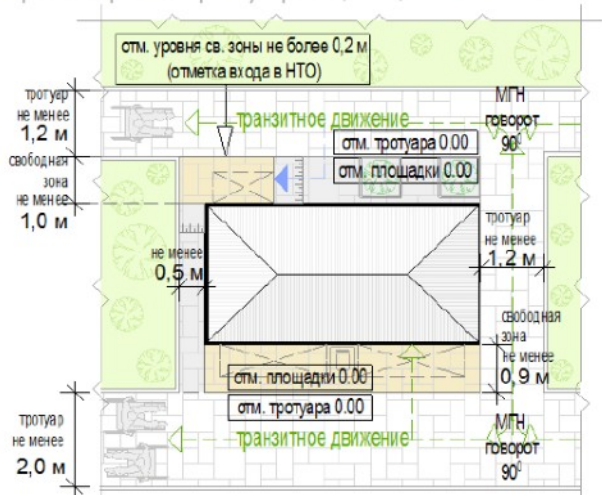 отм. уровня св. зоны не более 0,2 м
(отметка входа в НТО)
тротуар
не менее
1,2 м
транзитное движение
МГН
поворот
90⁰
отм. тротуара 0.00
отм. площадки 0.00
свободная
зона
не менее
1,0 м
не менее
0,5 м
тротуар
не менее
1,2 м
свободная
зона
не менее
0,9 м
отм. площадки 0.00
отм. тротуара 0.00
тротуар
не менее
2,0 м
транзитное движение
МГН
поворот
90⁰